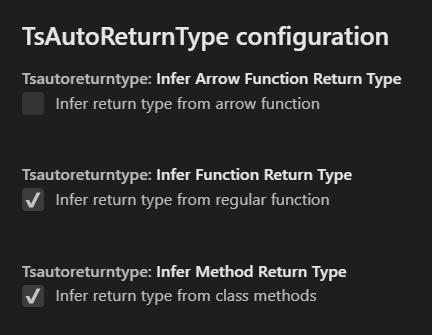 TsAutoReturnType configuration
Tsautoreturntype: Infer Arrow Function Return Type
Infer return type from arrow function
Tsautoreturntype: Infer Function Return Type
Infer return type from regular function
Tsautoreturntype: Infer Method Return Type
Infer return type from class methods